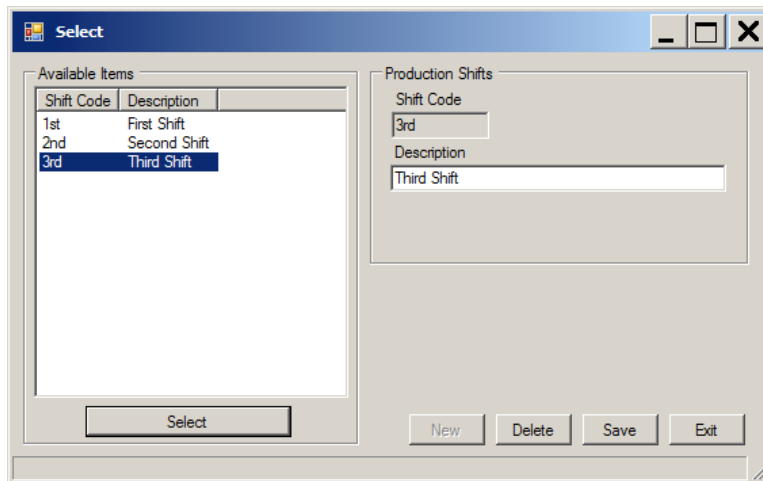 Select
Available Items
Shift Code Description
1st First Shift
2nd Second Shift
3rd Third Shift
Select
Production Shifts
Shift Code
3rd
Description
Third Shift
New Delete Save Exit